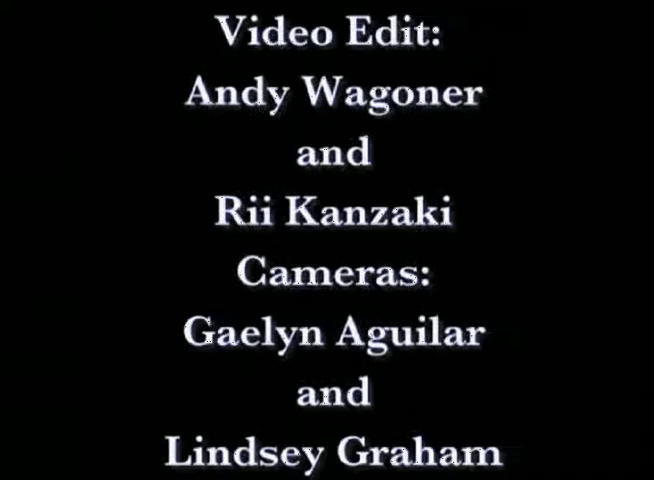 Video Edit:
Andy Wagoner
and
Rii Kanzaki
Cameras:
Gaelyn Aguilar
and
Lindsey Graham